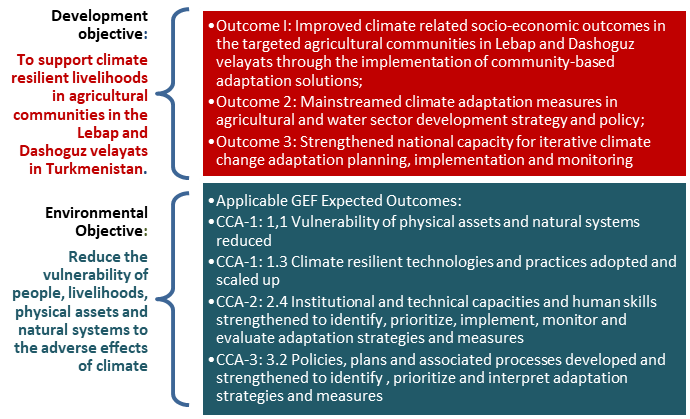 Development
objective:
To support climate
resilient livelihoods
in agricultural
communities in the
Lebap and
Dashoguz velayats
in Turkmenistan.
•Outcome I: Improved climate related socio-economic outcomes in
the targeted agricultural communities in Lebap and Dashoguz
velayats through the implementation of community-based
adaptation solutions;
•Outcome 2: Mainstreamed climate adaptation measures in
agricultural and water sector development strategy and policy;
•Outcome 3: Strengthened national capacity for iterative climate
change adaptation planning, implementation and monitoring
Environmental
Objective:
Reduce the
vulnerability of
people, livelihoods,
physical assets and
natural systems to
the adverse effects
of climate
•Applicable GEF Expected Outcomes:
•CCA-1: 1,1 Vulnerability of physical assets and natural systems
reduced
•CCA-1: 1.3 Climate resilient technologies and practices adopted and
scaled up
•CCA-2: 2.4 Institutional and technical capacities and human skills
strengthened to identify, prioritize, implement, monitor and
evaluate adaptation strategies and measures
•CCA-3: 3.2 Policies, plans and associated processes developed and
strengthened to identify , prioritize and interpret adaptation
strategies and measures